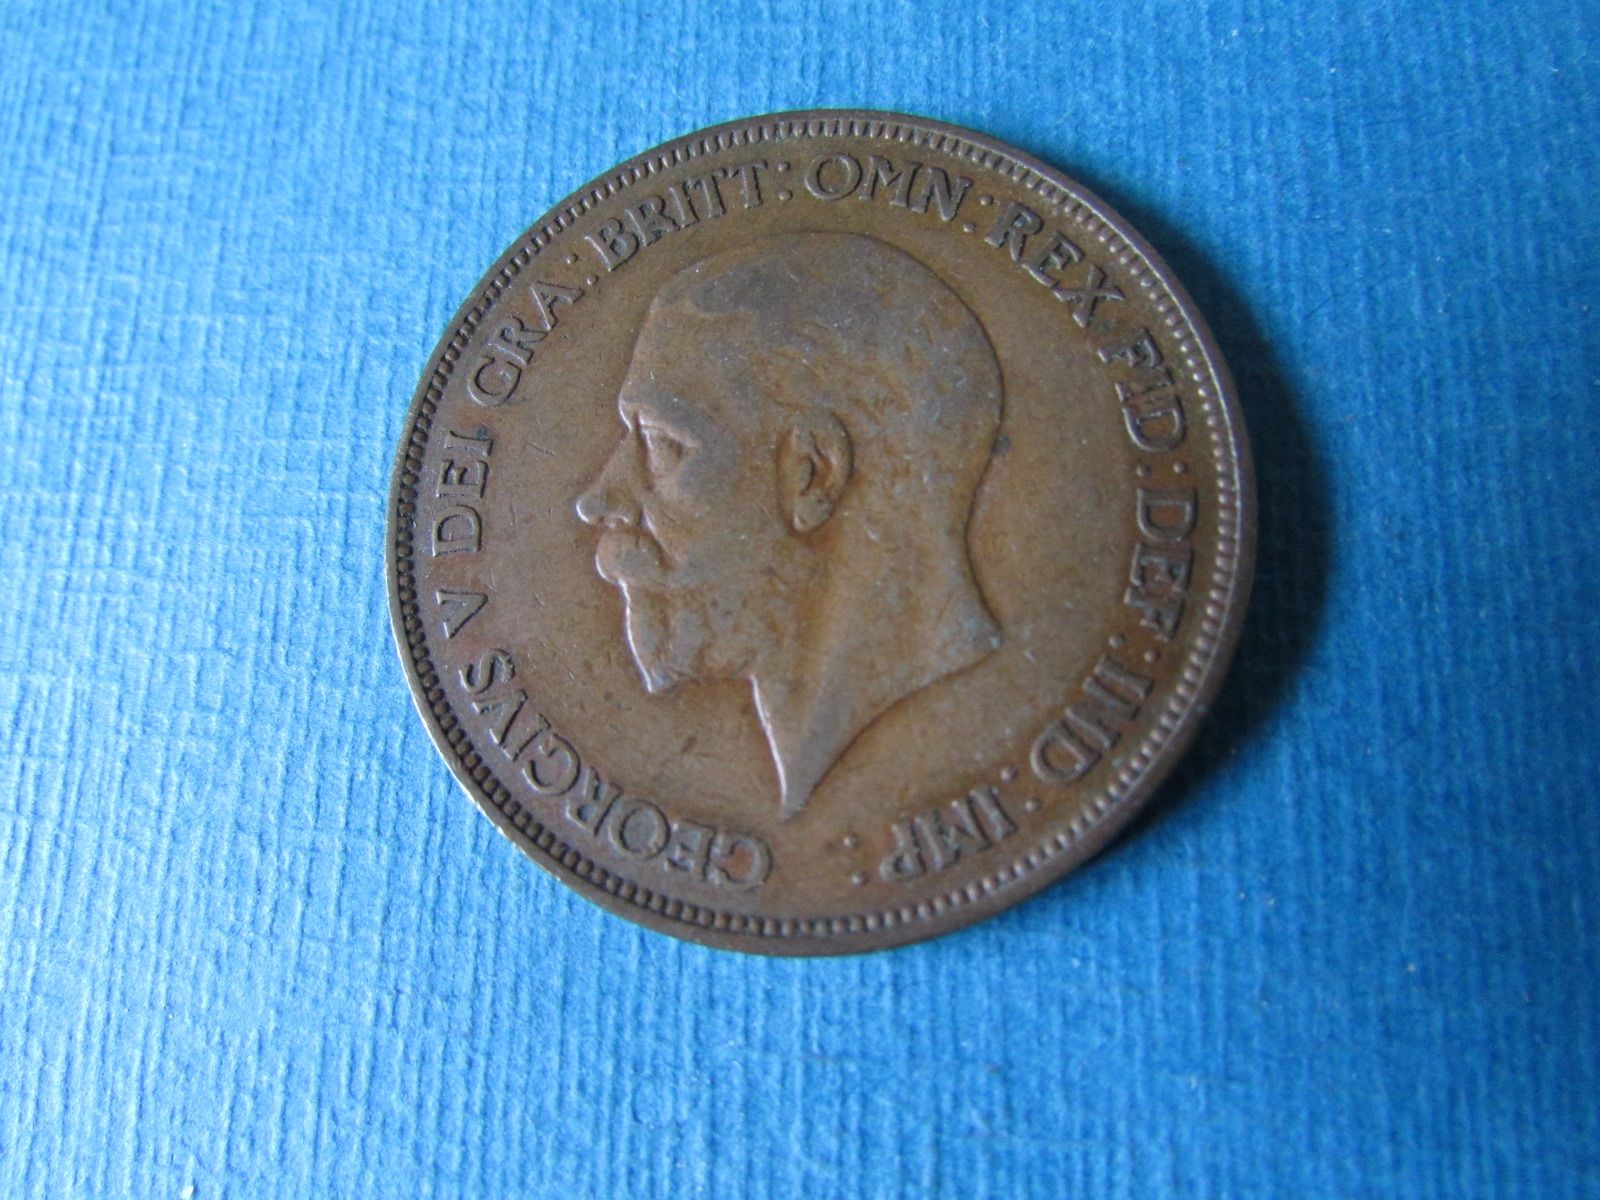 GEORGIVS V DEI GRA: BRITT: OMN: REX FID: DEF: IND: IMP: